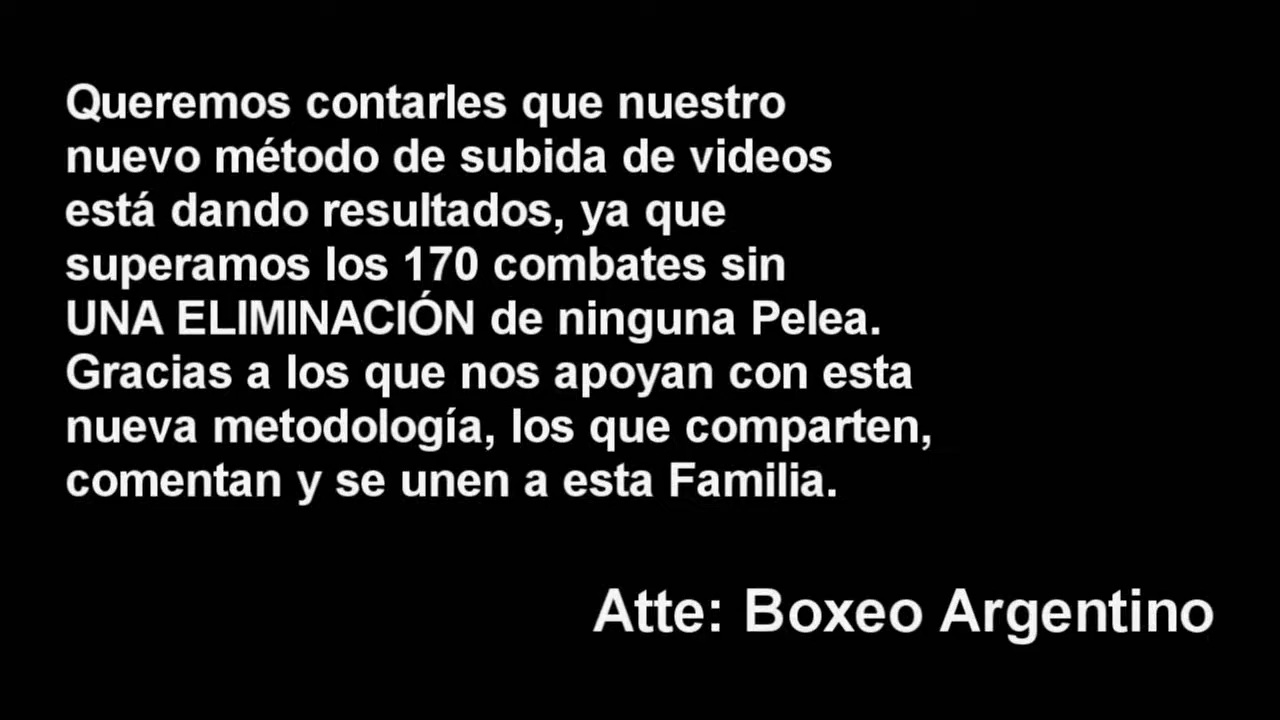 Queremos contarles que nuestro
nuevo método de subida de videos
está dando resultados, ya que
superamos los 170 combates sin
UNA ELIMINACIÓN de ninguna Pelea.
Gracias a los que nos apoyan con esta
nueva metodología, los que comparten,
comentan y se unen a esta Familia.
Atte: Boxeo Argentino